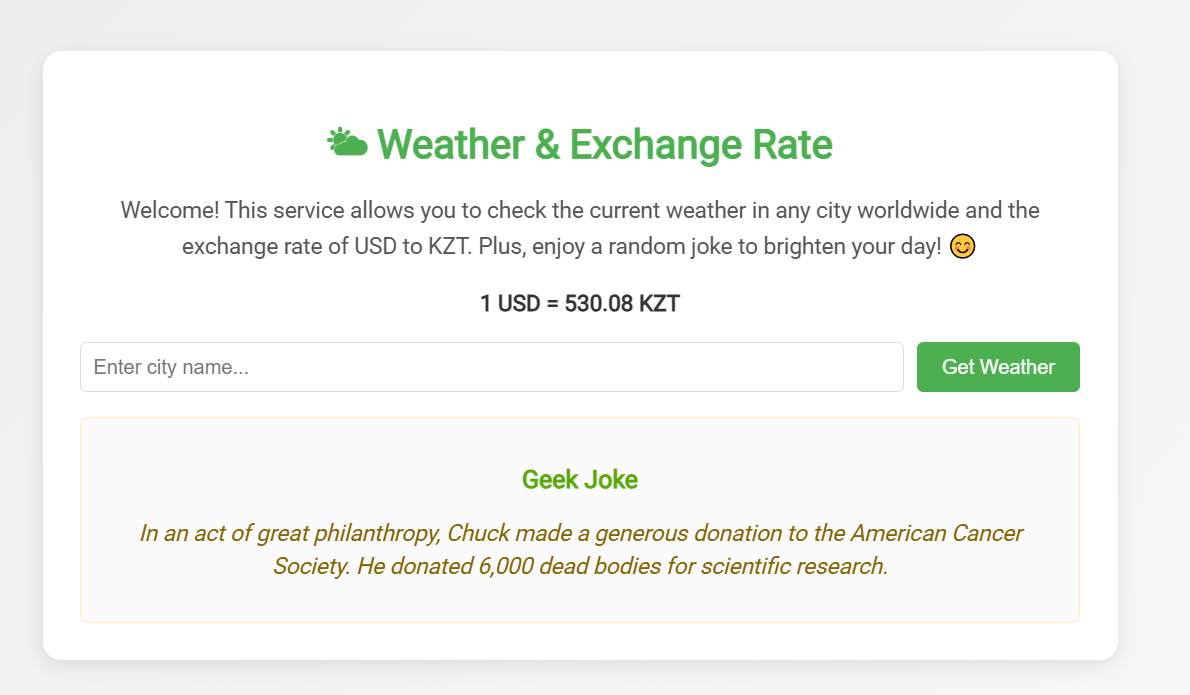 Weather & Exchange Rate
Welcome! This service allows you to check the current weather in any city worldwide and the
exchange rate of USD to KZT. Plus, enjoy a random joke to brighten your day! 😊
1 USD = 530.08 KZT
Enter city name...
Get Weather
Geek Joke
In an act of great philanthropy, Chuck made a generous donation to the American Cancer
Society. He donated 6,000 dead bodies for scientific research.